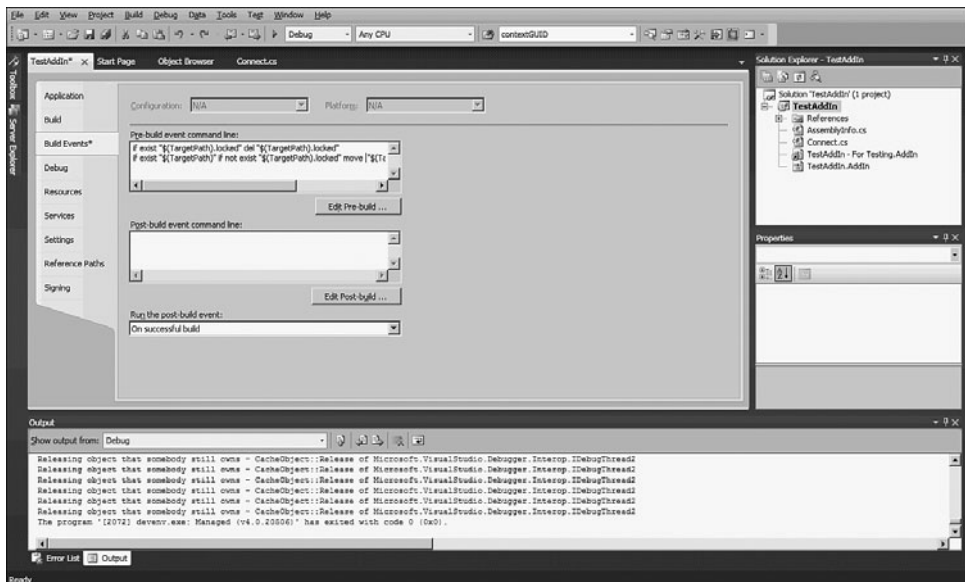 File Edit View Project Build Debug Data Tools Test Window Help
Debug Any CPU contextGUID
TestAddIn* Start Page Object Browser Connect.cs
Toolbox
Server Explorer
Application
Build
Build Events*
Debug
Resources
Services
Settings
Reference Paths
Signing
Configuration: N/A Platform: N/A
Pre-build event command line:
if exist "$(TargetPath).locked" del "$(TargetPath).locked"
if exist "$(TargetPath)" if not exist "$(TargetPath).locked" move "$(Ta
Edit Pre-build ...
Post-build event command line:
Edit Post-build ...
Run the post-build event:
On successful build
Solution Explorer - TestAddIn
Solution 'TestAddIn' (1 project)
TestAddIn
References
AssemblyInfo.cs
Connect.cs
TestAddIn - For Testing.AddIn
TestAddIn.AddIn
Properties
Output
Show output from: Debug
Releasing object that somebody still owns - CacheObject::Release of Microsoft.VisualStudio.Debugger.Interop.IDebugThread2
Releasing object that somebody still owns - CacheObject::Release of Microsoft.VisualStudio.Debugger.Interop.IDebugThread2
Releasing object that somebody still owns - CacheObject::Release of Microsoft.VisualStudio.Debugger.Interop.IDebugThread2
Releasing object that somebody still owns - CacheObject::Release of Microsoft.VisualStudio.Debugger.Interop.IDebugThread2
Releasing object that somebody still owns - CacheObject::Release of Microsoft.VisualStudio.Debugger.Interop.IDebugThread2
Releasing object that somebody still owns - CacheObject::Release of Microsoft.VisualStudio.Debugger.Interop.IDebugThread2
The program '[2072] devenv.exe: Managed (v4.0.20506)' has exited with code 0 (0x0).
Error List Output
Ready